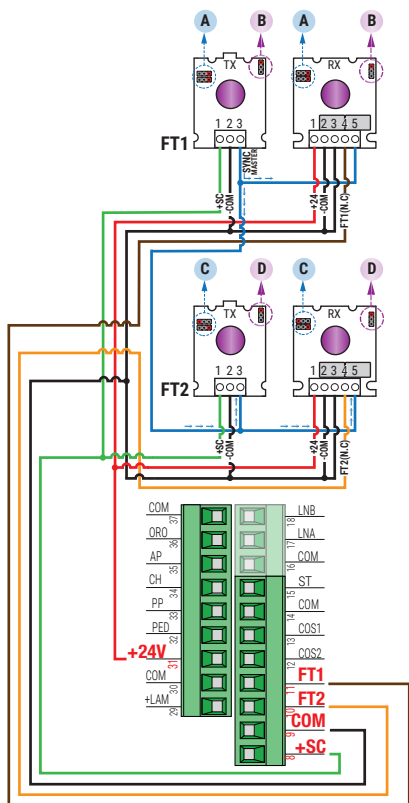 A B A B
TX RX
1 2 3 1 2 3 4 5
FT1
+SC
-COM
SYNC
MASTER
+24
-COM
FT1(N.C)
C D C D
TX RX
1 2 3 1 2 3 4 5
FT2
+SC
-COM
+24
-COM
FT2(N.C)
COM 37
ORO 36
AP 35
CH 34
PP 33
PED 32
+24V 31
COM 30
+LAM 29
LNB 18
LNA 17
COM 16
ST 15
COM 14
COS1 13
COS2 12
FT1 11
FT2 10
COM 9
+SC 8